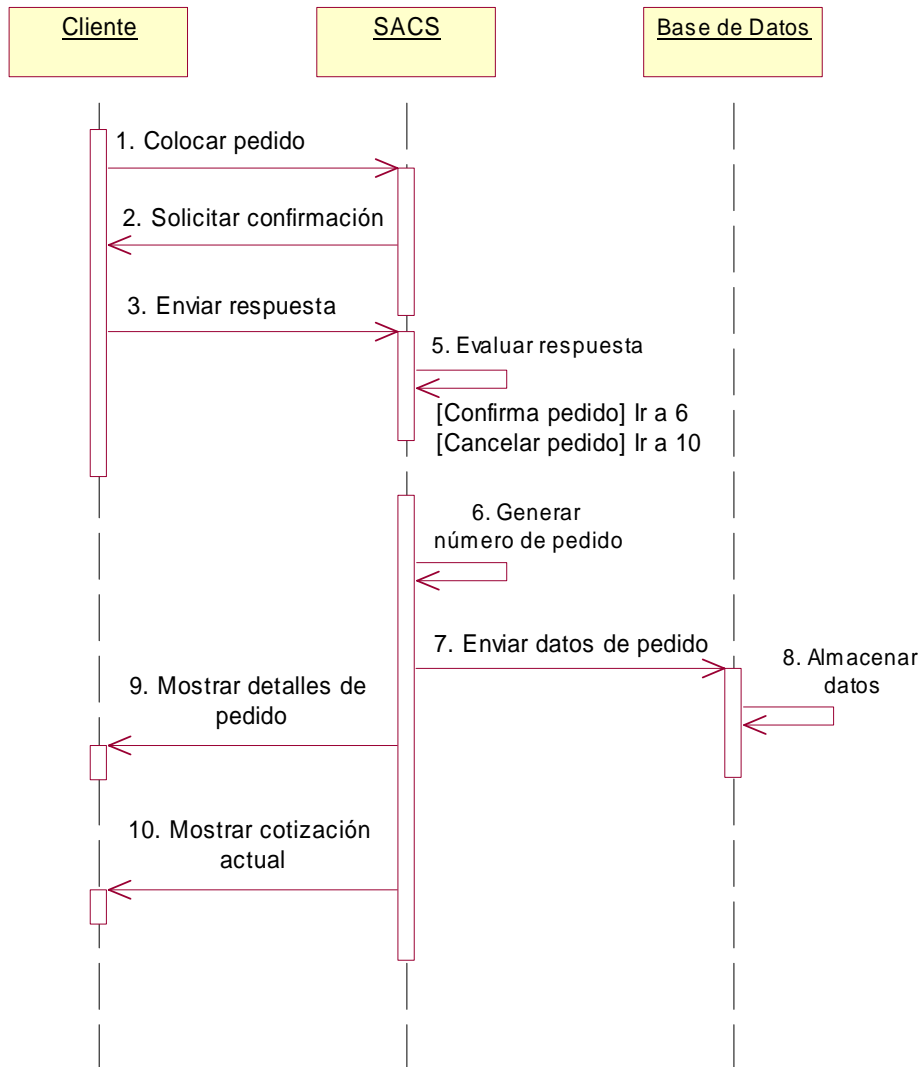 Cliente
SACS
Base de Datos
1. Colocar pedido
2. Solicitar confirmación
3. Enviar respuesta
5. Evaluar respuesta
[Confirma pedido] Ir a 6
[Cancelar pedido] Ir a 10
6. Generar
número de pedido
7. Enviar datos de pedido
8. Almacenar
datos
9. Mostrar detalles de
pedido
10. Mostrar cotización
actual